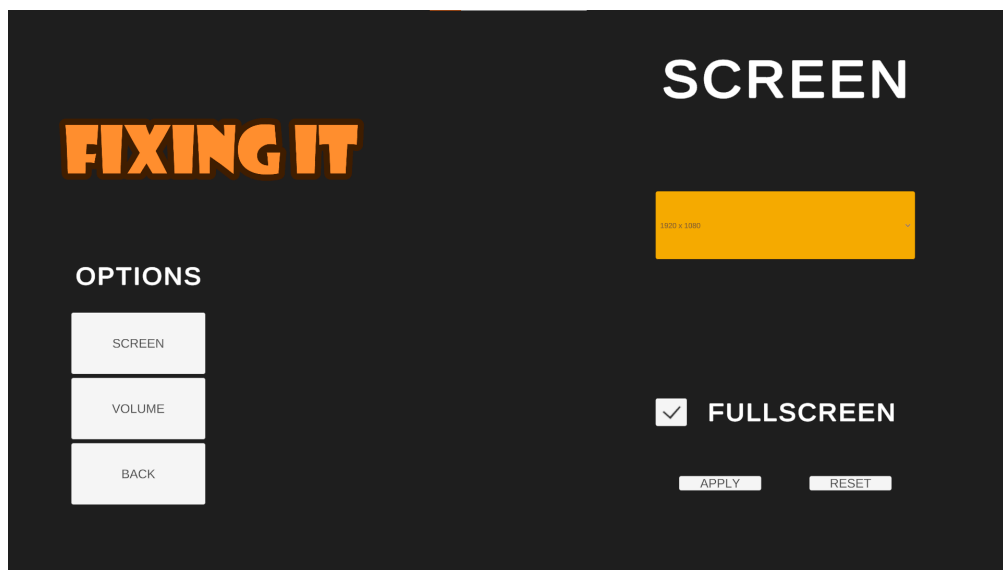 FIXING IT
OPTIONS
SCREEN
VOLUME
BACK
SCREEN
1920 x 1080
FULLSCREEN
APPLY
RESET